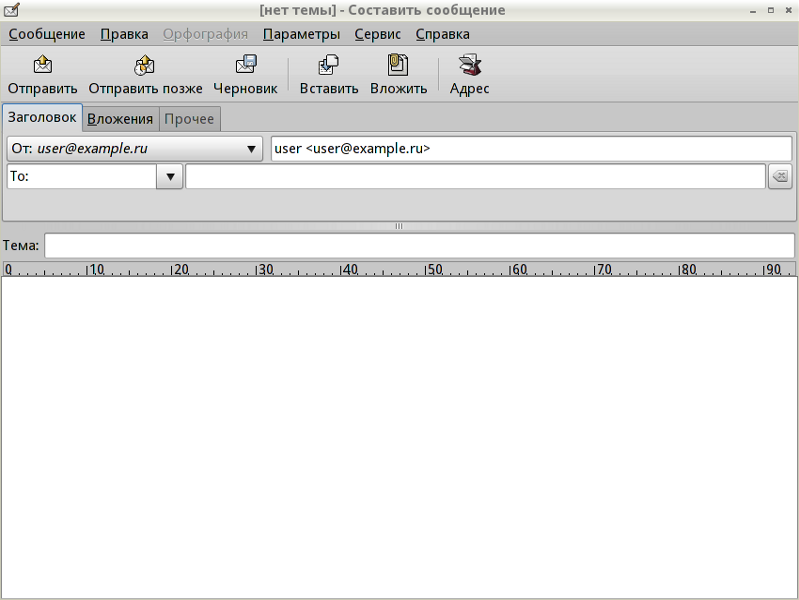 [нет темы] - Составить сообщение
Сообщение Правка Орфография Параметры Сервис Справка
Отправить Отправить позже Черновик Вставить Вложить Адрес
Заголовок Вложения Прочее
От: user@example.ru user <user@example.ru>
To:
Тема:
0 10 20 30 40 50 60 70 80 90